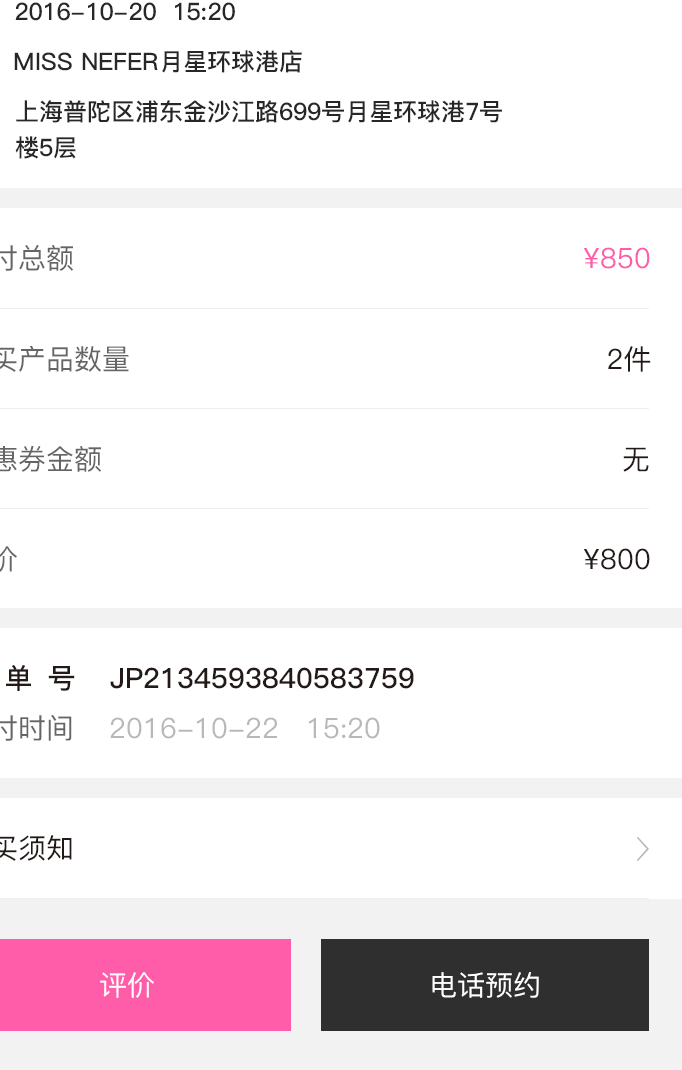 2016-10-20 15:20
MISS NEFER月星环球港店
上海普陀区浦东金沙江路699号月星环球港7号
楼5层
付总额 ¥850
买产品数量 2件
惠券金额 无
价 ¥800
单 号 JP2134593840583759
付时间 2016-10-22 15:20
买须知
评价 电话预约